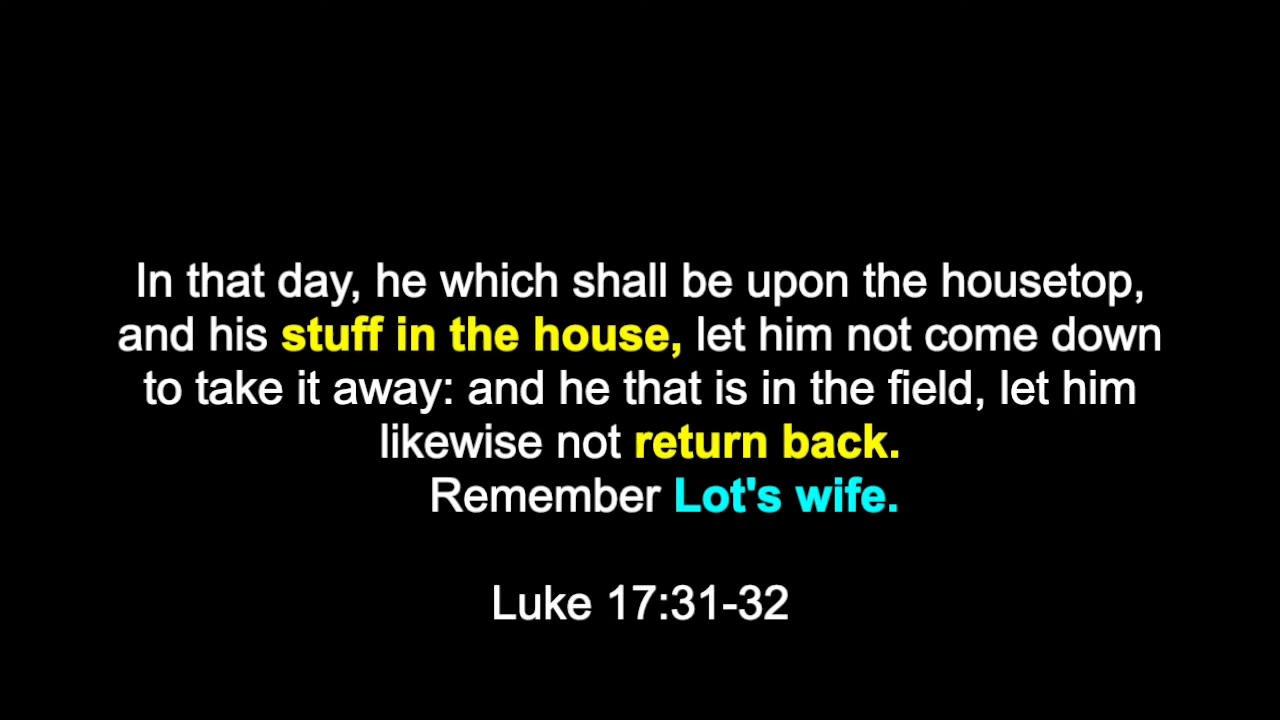 In that day, he which shall be upon the housetop,
and his stuff in the house, let him not come down
to take it away: and he that is in the field, let him
likewise not return back.
Remember Lot's wife.
Luke 17:31-32